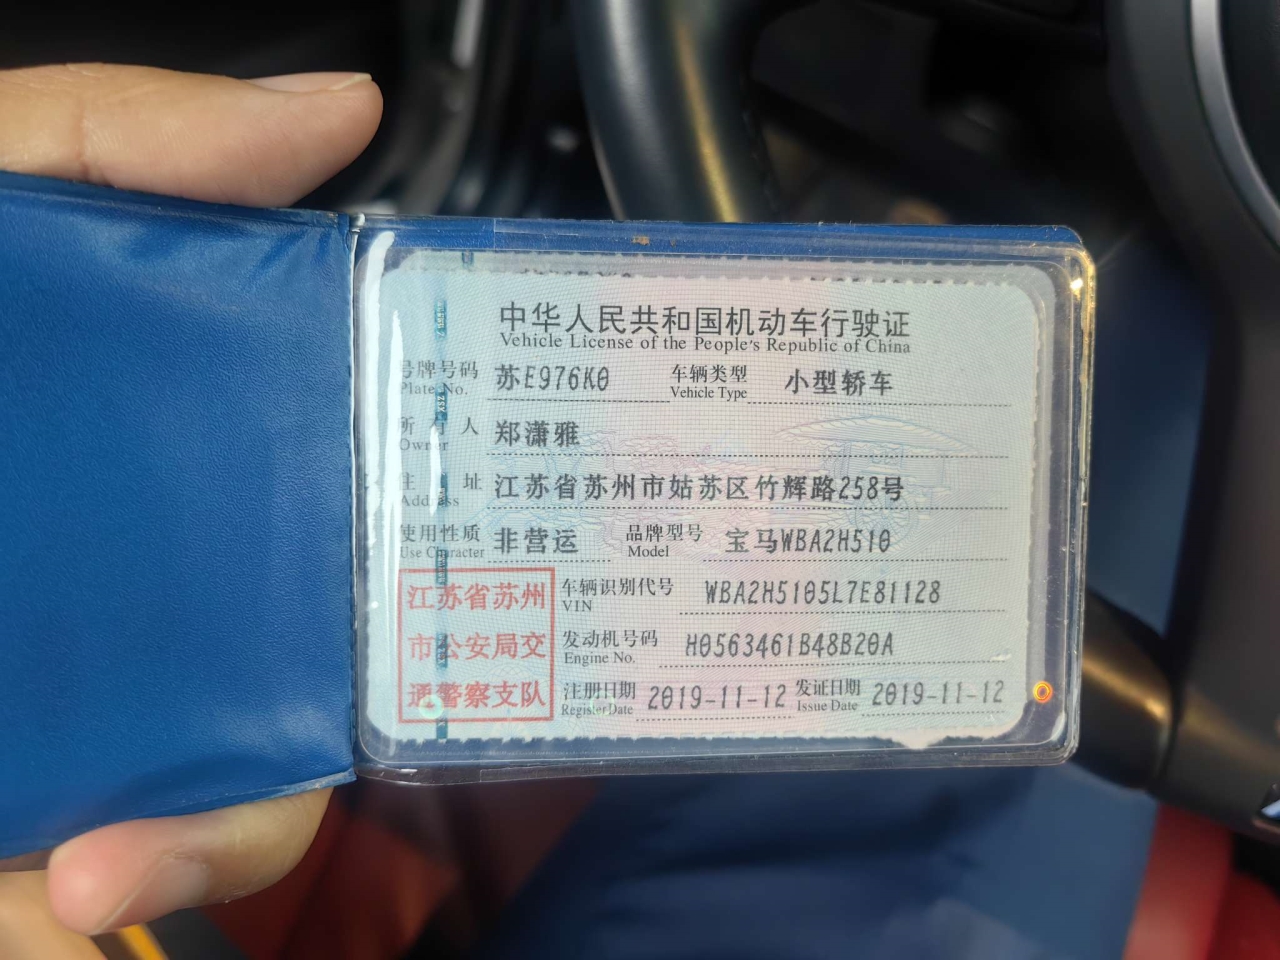 中华人民共和国机动车行驶证
Vehicle License of the People's Republic of China
号牌号码 苏E976K0 车辆类型 小型轿车
Plate No. Vehicle Type
所有人 郑潇雅
Owner
住址 江苏省苏州市姑苏区竹辉路258号
Address
使用性质 非营运 品牌型号 宝马WBA2H510
Use Character Model
江苏省苏州
市公安局交
通警察支队
车辆识别代号 WBA2H5105L7E81128
VIN
发动机号码 H0563461B48B20A
Engine No.
注册日期 2019-11-12 发证日期 2019-11-12
Register Date Issue Date